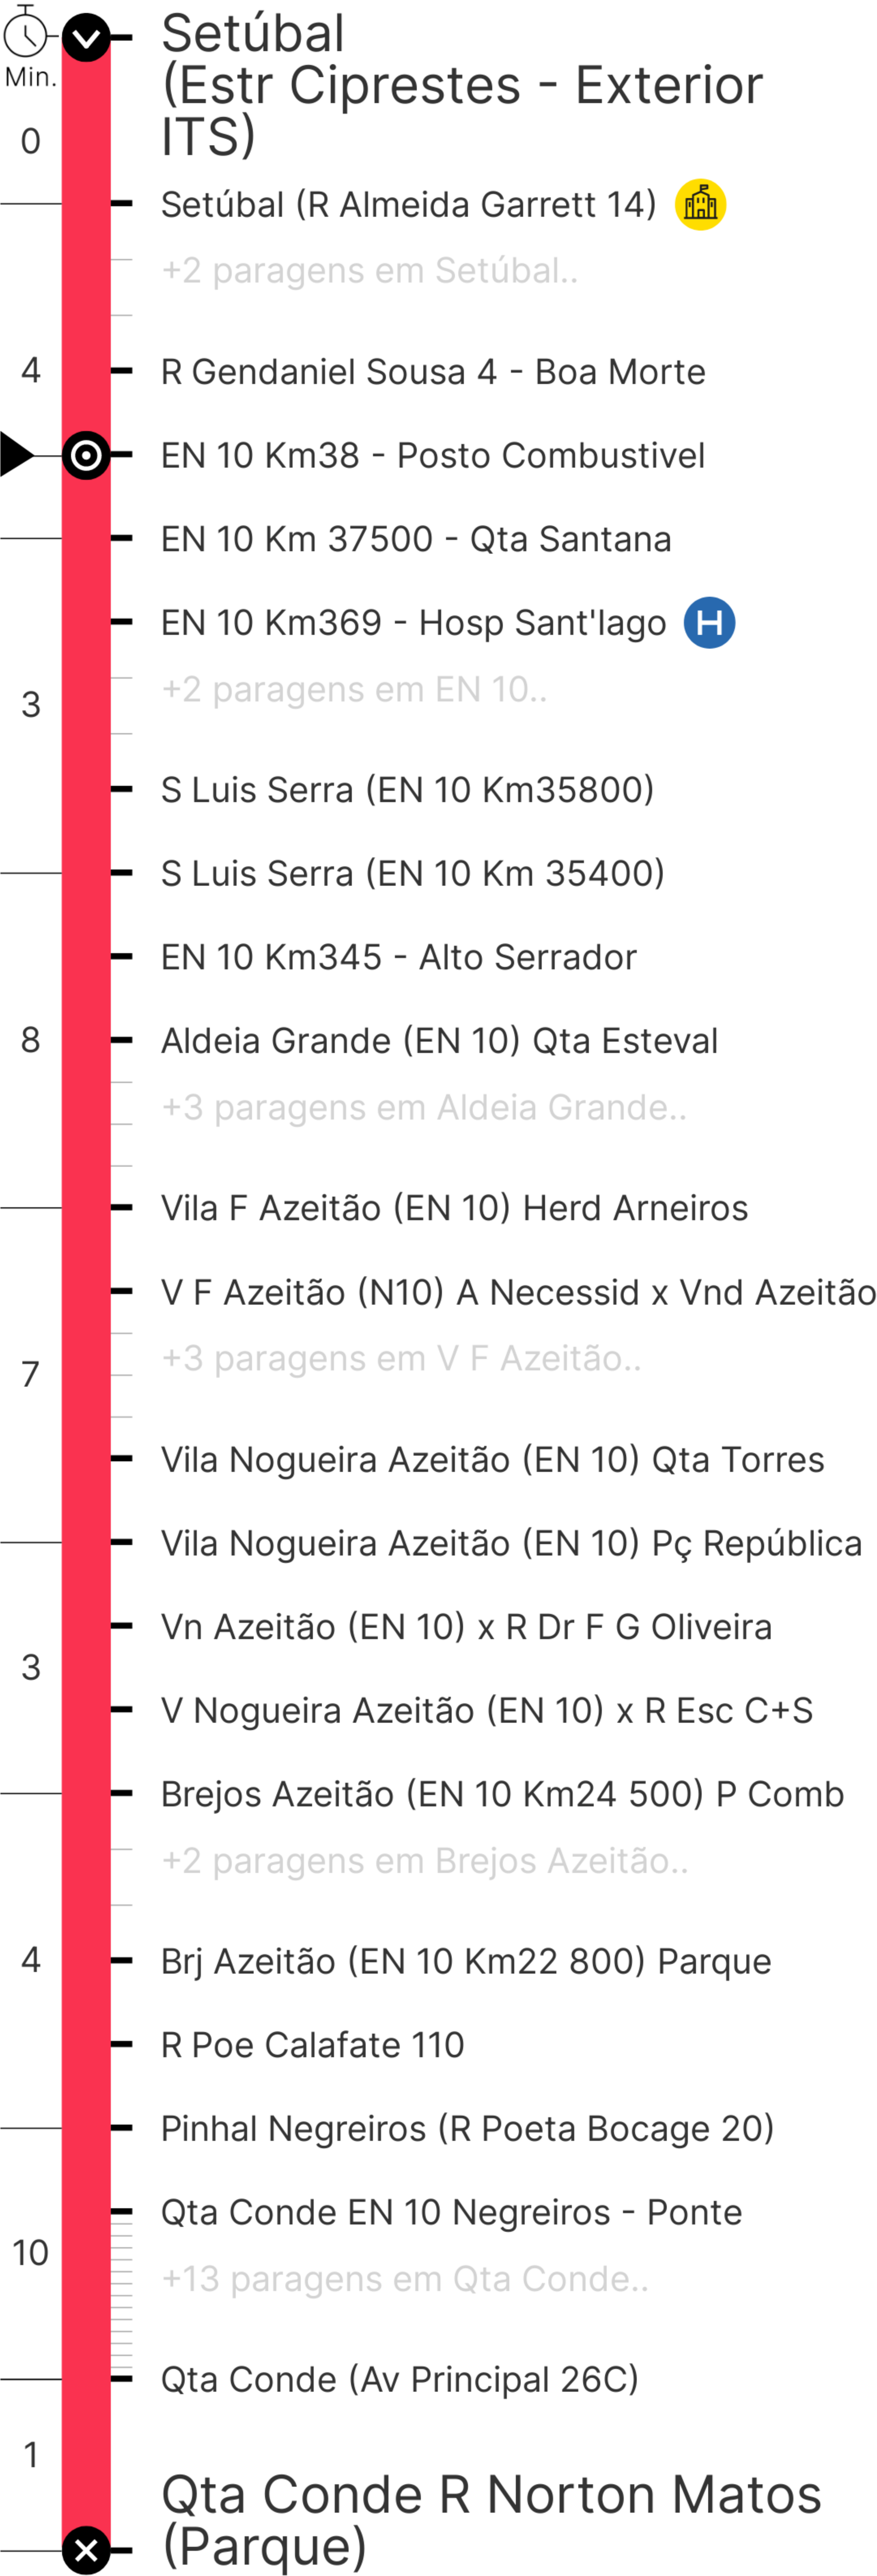 Setúbal
(Estr Ciprestes - Exterior
ITS)
Min.
0
Setúbal (R Almeida Garrett 14)
+2 paragens em Setúbal..
4
R Gendaniel Sousa 4 - Boa Morte
EN 10 Km38 - Posto Combustivel
EN 10 Km 37500 - Qta Santana
EN 10 Km369 - Hosp Sant'Iago
H
+2 paragens em EN 10..
3
S Luis Serra (EN 10 Km35800)
S Luis Serra (EN 10 Km 35400)
EN 10 Km345 - Alto Serrador
8
Aldeia Grande (EN 10) Qta Esteval
+3 paragens em Aldeia Grande..
Vila F Azeitão (EN 10) Herd Arneiros
V F Azeitão (N10) A Necessid x Vnd Azeitão
+3 paragens em V F Azeitão..
7
Vila Nogueira Azeitão (EN 10) Qta Torres
Vila Nogueira Azeitão (EN 10) Pç República
Vn Azeitão (EN 10) x R Dr F G Oliveira
3
V Nogueira Azeitão (EN 10) x R Esc C+S
Brejos Azeitão (EN 10 Km24 500) P Comb
+2 paragens em Brejos Azeitão..
4
Brj Azeitão (EN 10 Km22 800) Parque
R Poe Calafate 110
Pinhal Negreiros (R Poeta Bocage 20)
Qta Conde EN 10 Negreiros - Ponte
10
+13 paragens em Qta Conde..
Qta Conde (Av Principal 26C)
1
Qta Conde R Norton Matos
(Parque)